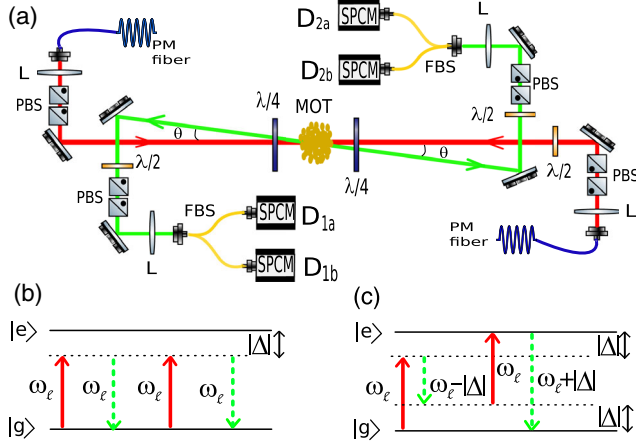 (a)
PM
fiber
L
PBS
λ/2
PBS
L
θ
λ/4
MOT
λ/4
θ
FBS
SPCM
D1a
SPCM
D1b
D2a
SPCM
D2b
SPCM
FBS
L
PBS
λ/2
λ/2
PBS
L
PM
fiber
(b)
|e>
|Δ|
ωℓ
ωℓ
ωℓ
ωℓ
|g>
(c)
|e>
|Δ|
ωℓ
ωℓ-|Δ|
ωℓ
ωℓ+|Δ|
|Δ|
|g>